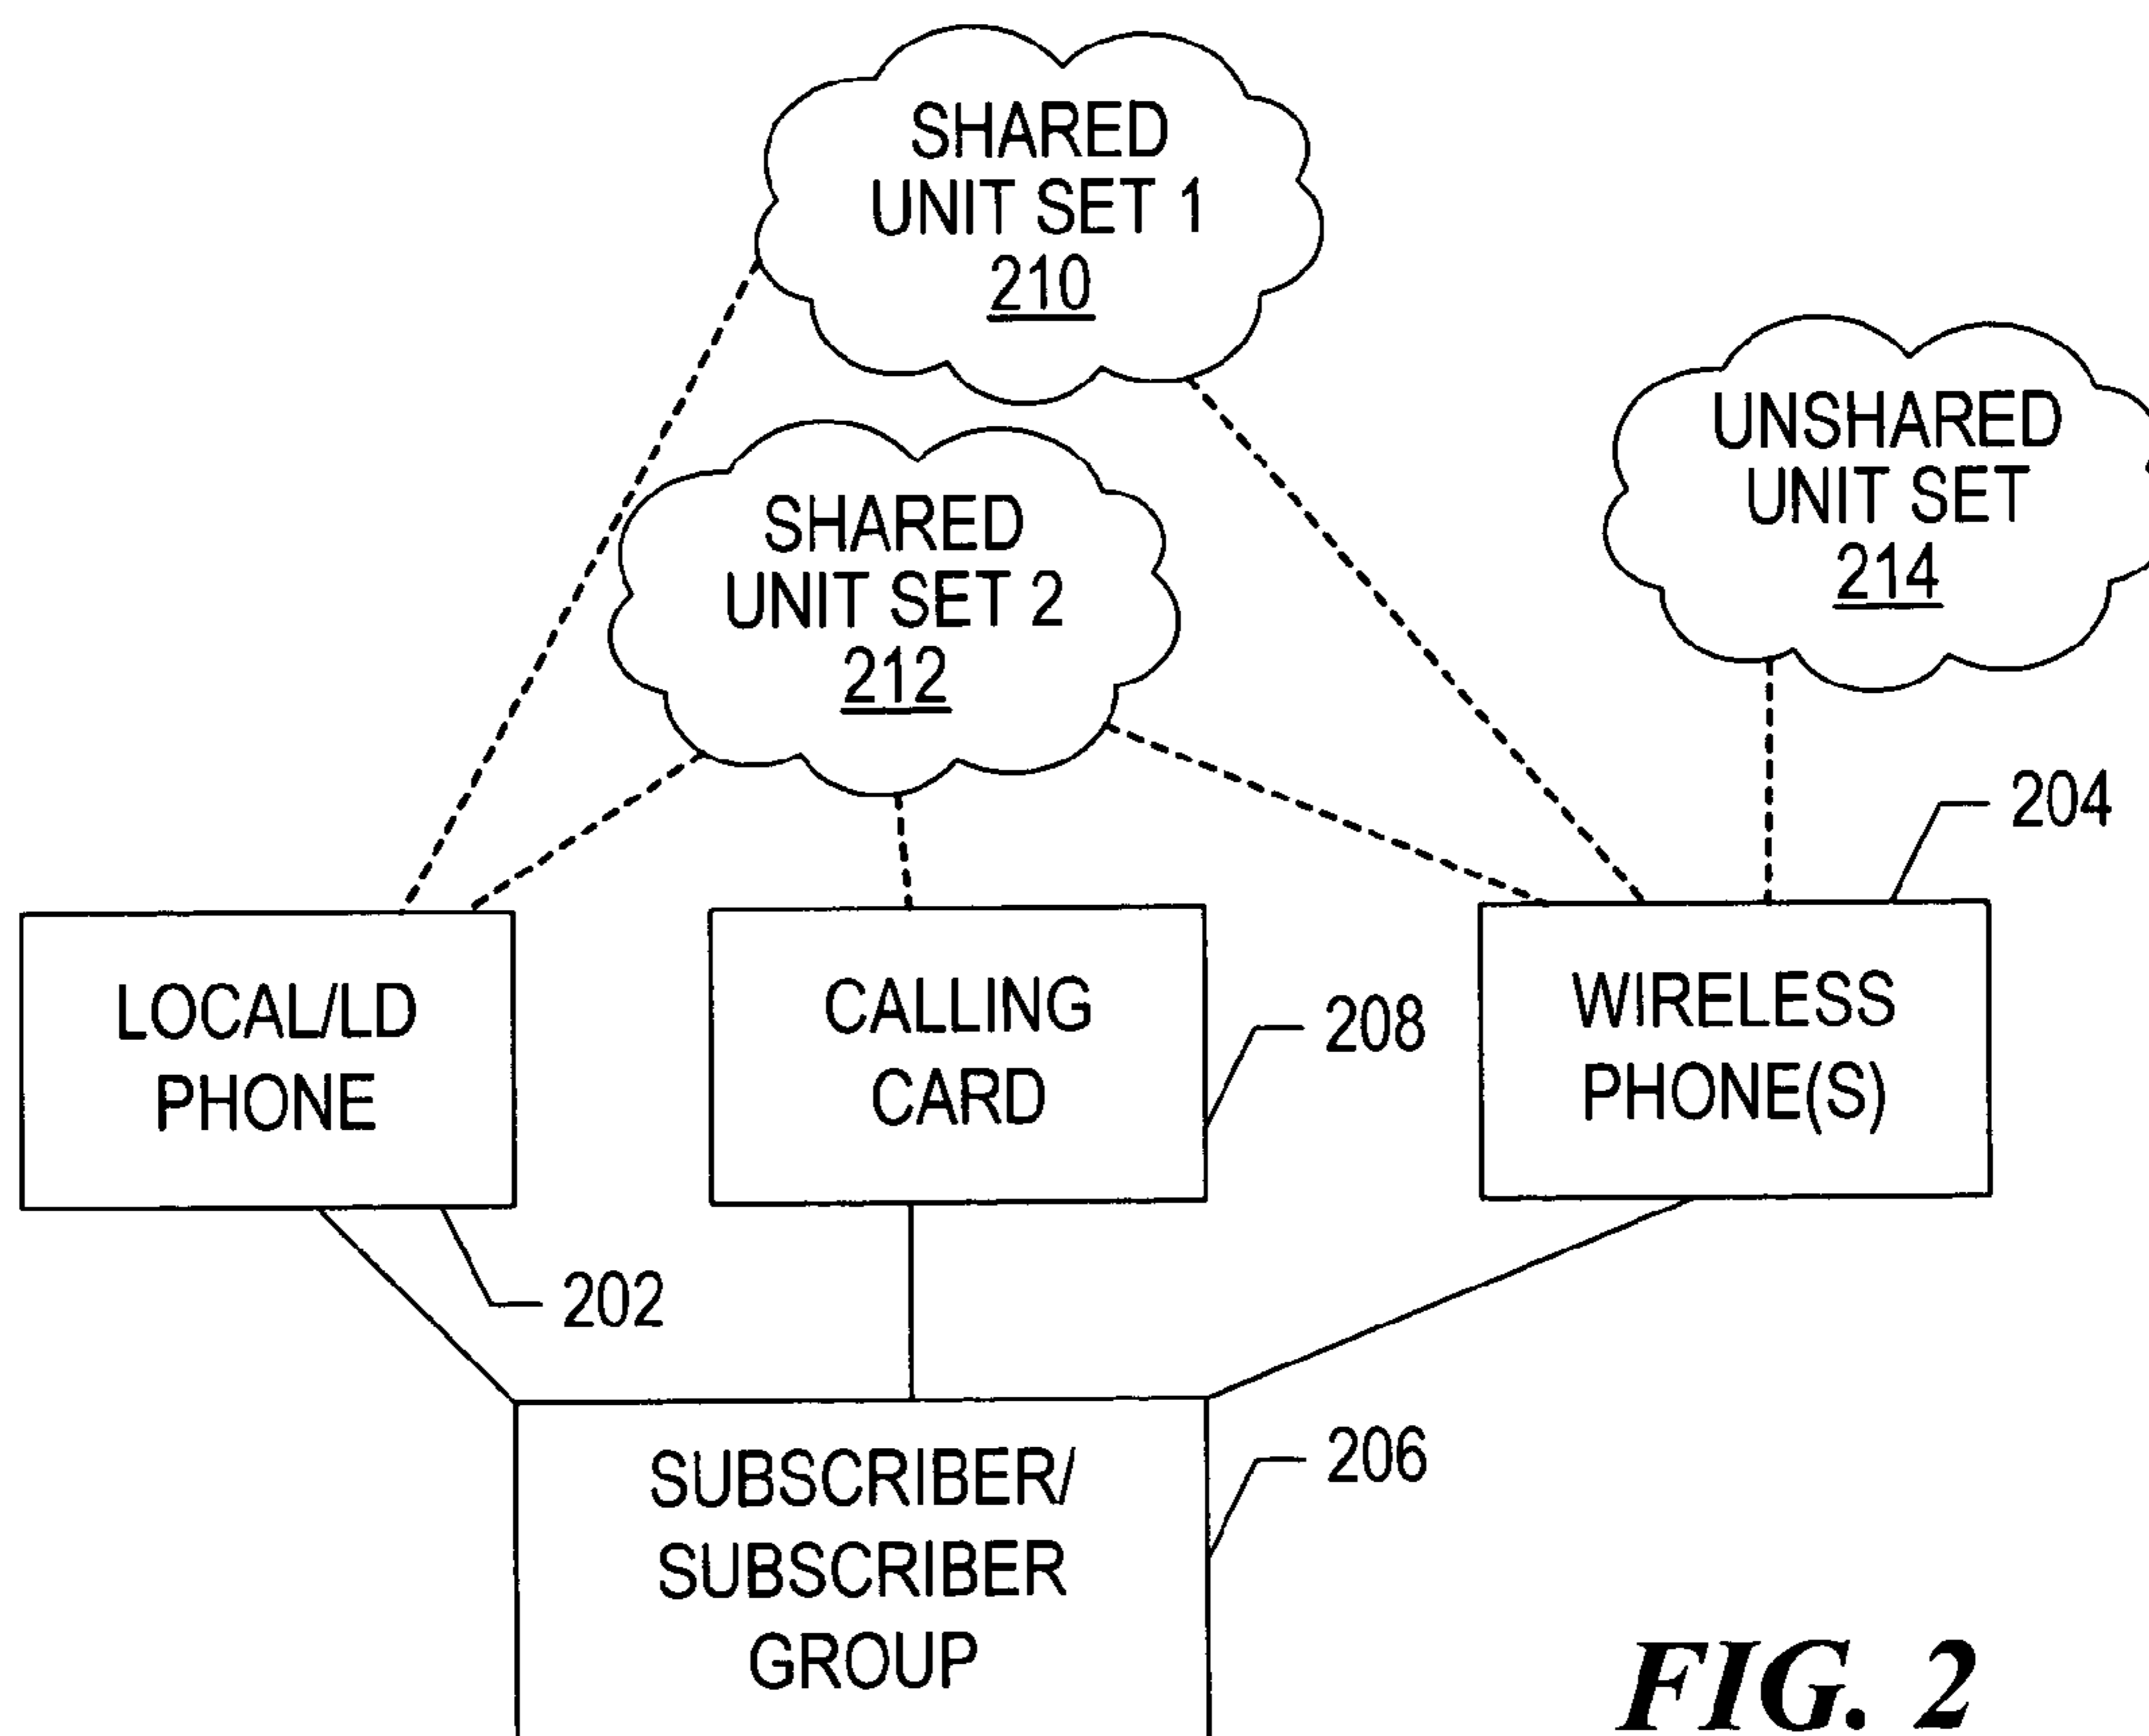 SHARED
UNIT SET 1
210
UNSHARED
UNIT SET
214
SHARED
UNIT SET 2
212
204
LOCAL/LD
PHONE
CALLING
CARD
208
WIRELESS
PHONE(S)
202
SUBSCRIBER/
SUBSCRIBER
GROUP
206
FIG. 2